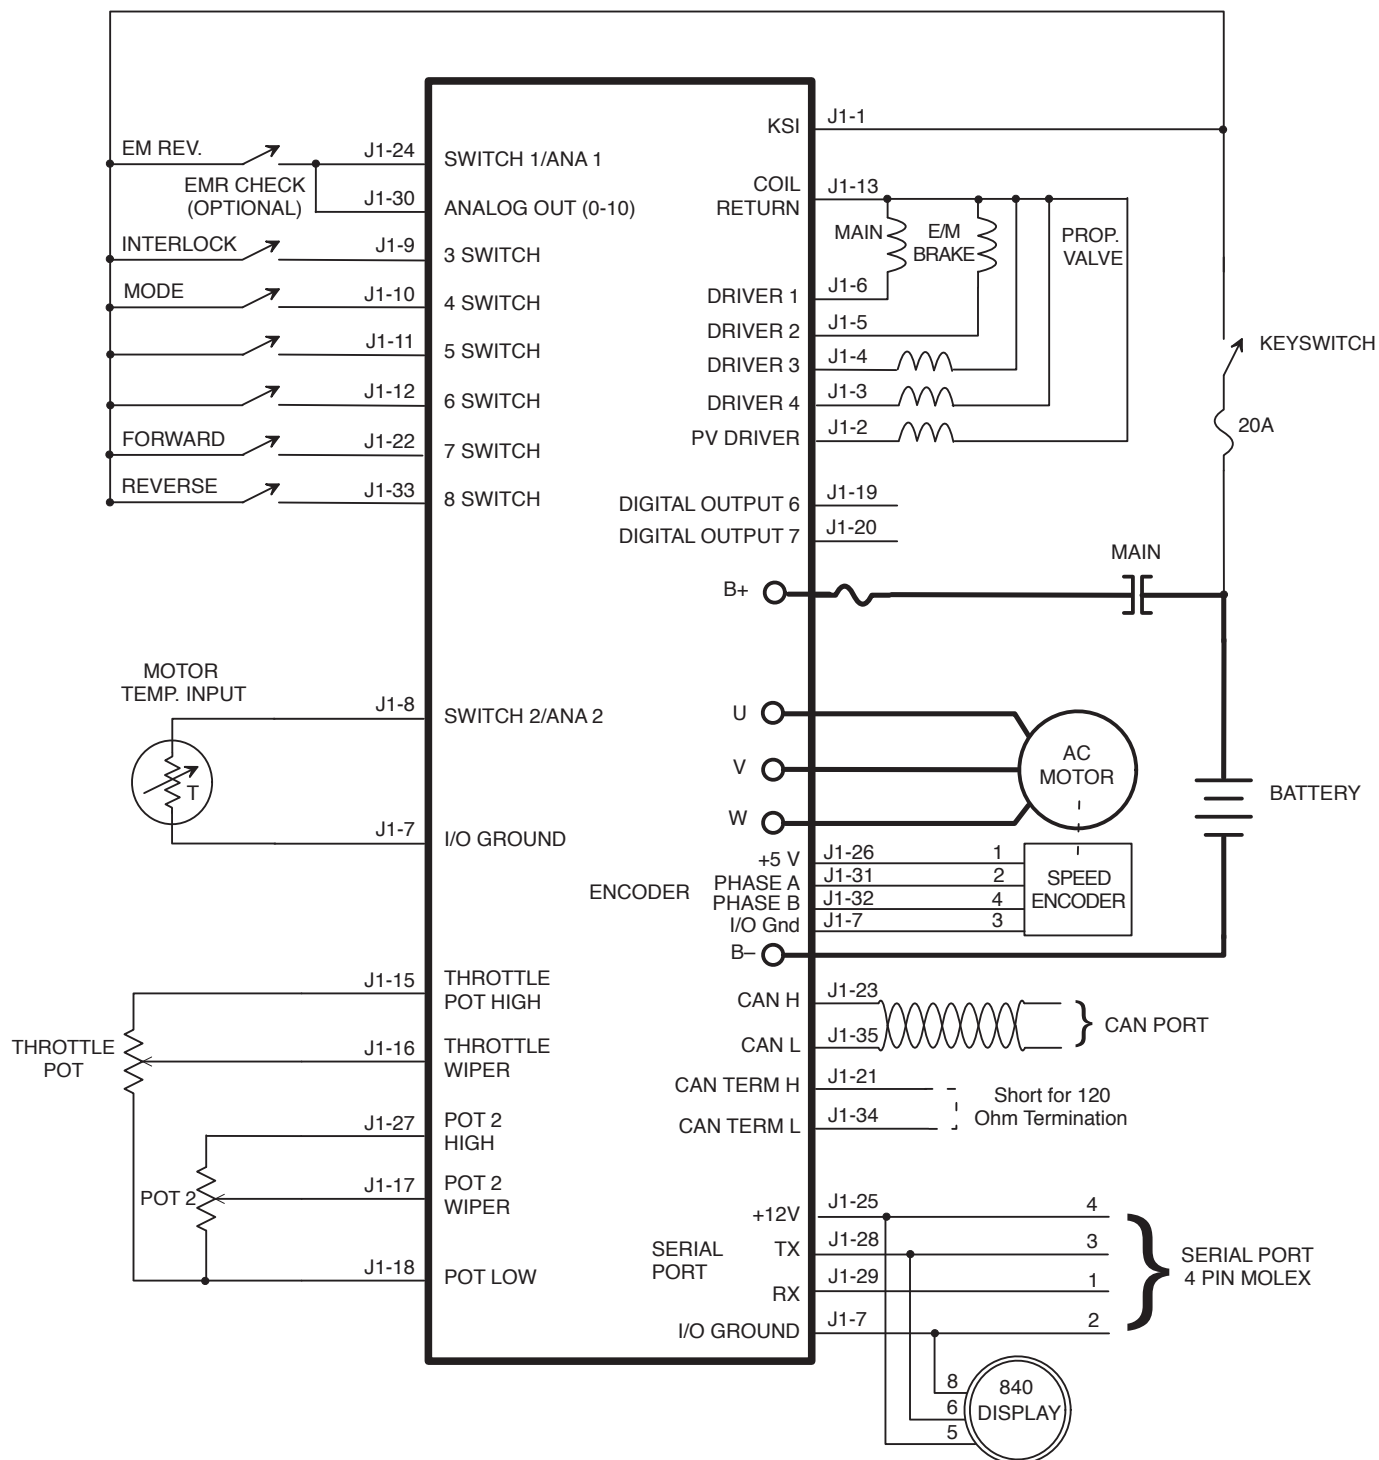 EM REV.
J1-24
SWITCH 1/ANA 1
EMR CHECK
(OPTIONAL)
J1-30
ANALOG OUT (0-10)
INTERLOCK
J1-9
3 SWITCH
MODE
J1-10
4 SWITCH
J1-11
5 SWITCH
J1-12
6 SWITCH
FORWARD
J1-22
7 SWITCH
REVERSE
J1-33
8 SWITCH
MOTOR
TEMP. INPUT
J1-8
SWITCH 2/ANA 2
T
J1-7
I/O GROUND
J1-15
THROTTLE
POT HIGH
THROTTLE
POT
J1-16
THROTTLE
WIPER
J1-27
POT 2
HIGH
POT 2
J1-17
POT 2
WIPER
J1-18
POT LOW
KSI
J1-1
COIL
RETURN
J1-13
MAIN
E/M
BRAKE
PROP.
VALVE
DRIVER 1
J1-6
DRIVER 2
J1-5
DRIVER 3
J1-4
DRIVER 4
J1-3
PV DRIVER
J1-2
KEYSWITCH
20A
DIGITAL OUTPUT 6
J1-19
DIGITAL OUTPUT 7
J1-20
MAIN
B+
U
V
W
AC
MOTOR
BATTERY
ENCODER
+5 V
J1-26
1
PHASE A
J1-31
2
PHASE B
J1-32
4
I/O Gnd
J1-7
3
SPEED
ENCODER
B–
CAN H
J1-23
CAN L
J1-35
CAN PORT
CAN TERM H
J1-21
CAN TERM L
J1-34
Short for 120
Ohm Termination
SERIAL
PORT
+12V
J1-25
4
TX
J1-28
3
RX
J1-29
1
I/O GROUND
J1-7
2
SERIAL PORT
4 PIN MOLEX
8
6
5
840
DISPLAY